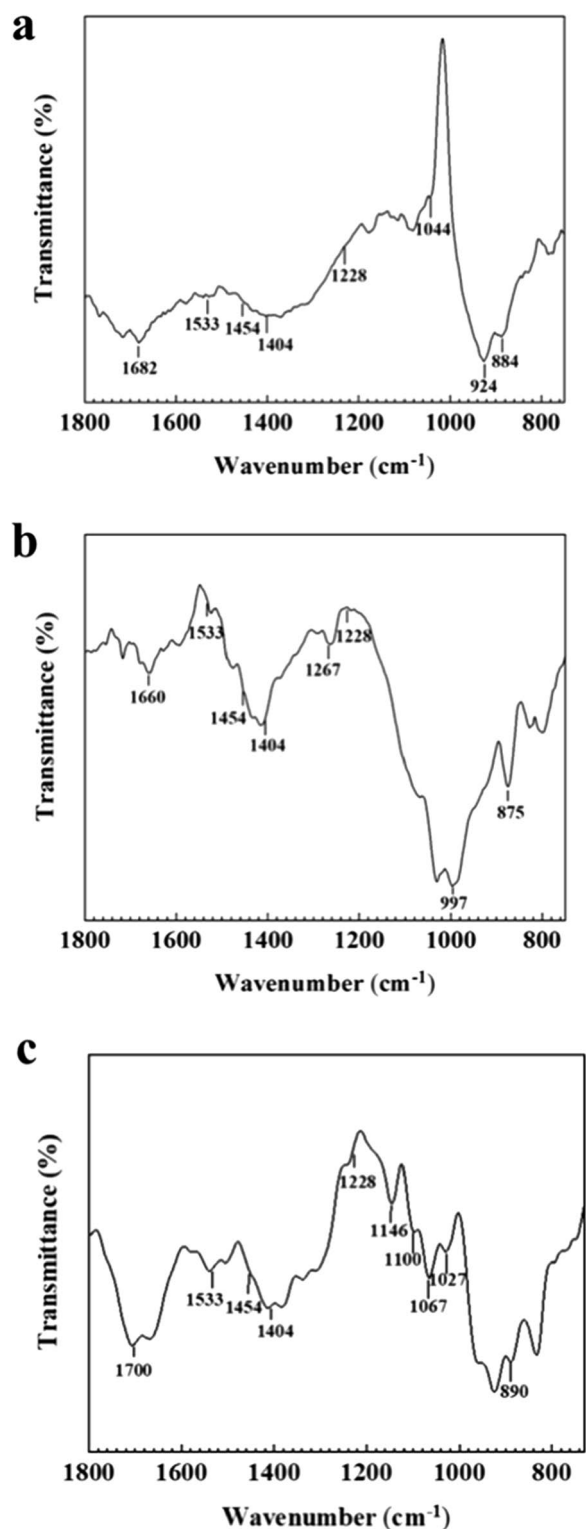 a
Transmittance (%)
1682
1533
1454
1404
1228
1044
924
884
1800 1600 1400 1200 1000 800
Wavenumber (cm-1)
b
Transmittance (%)
1660
1533
1454
1404
1267
1228
997
875
1800 1600 1400 1200 1000 800
Wavenumber (cm-1)
c
Transmittance (%)
1700
1533
1454
1404
1228
1146
1100
1067
1027
890
1800 1600 1400 1200 1000 800
Wavenumber (cm-1)